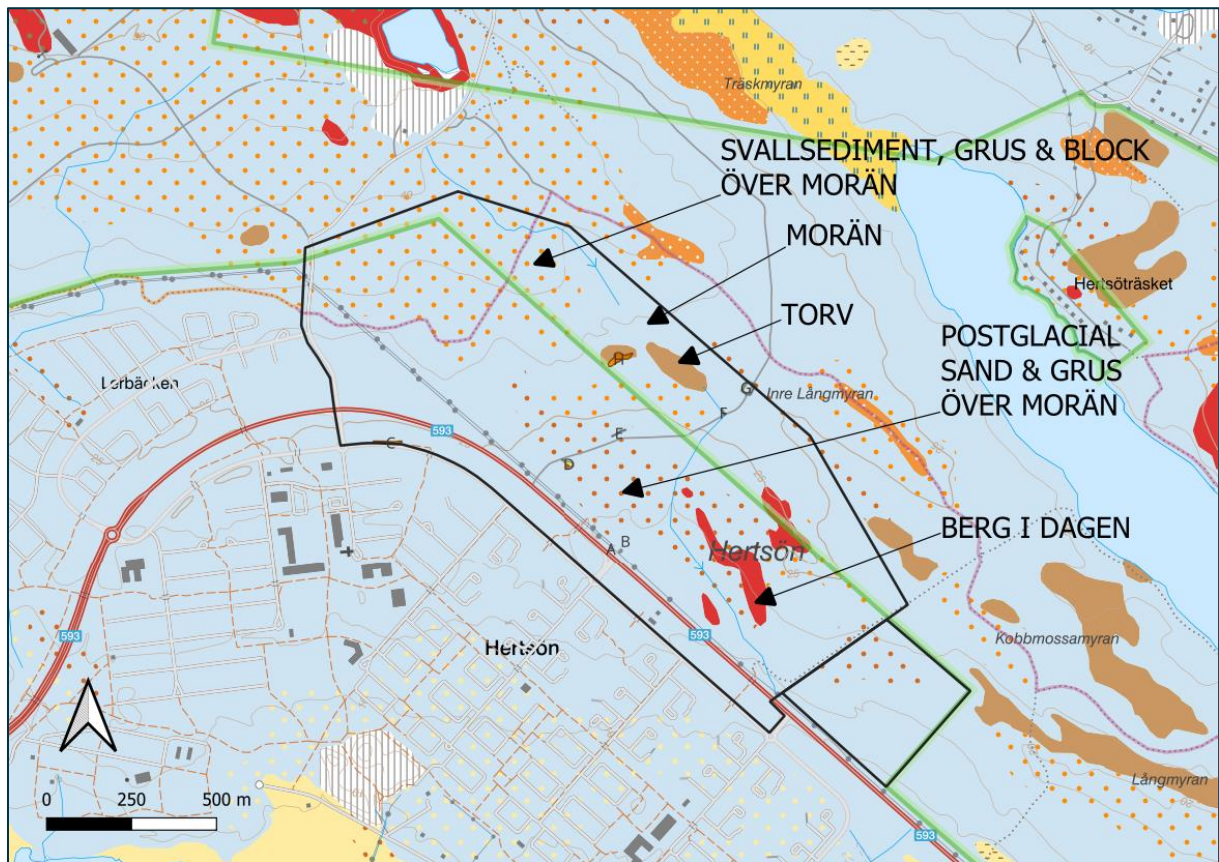 Träskmyran
SVALLSEDIMENT, GRUS & BLOCK
ÖVER MORÄN
MORÄN
Hertsöträsket
TORV
POSTGLACIAL
SAND & GRUS
ÖVER MORÄN
H
Lerbäcken
G
Inre Långmyran
F
593
E
C
D
BERG I DAGEN
B
A
Hertsön
593
593
Kobbmossamyran
Hertsön
Långmyran
0 250 500 m
593